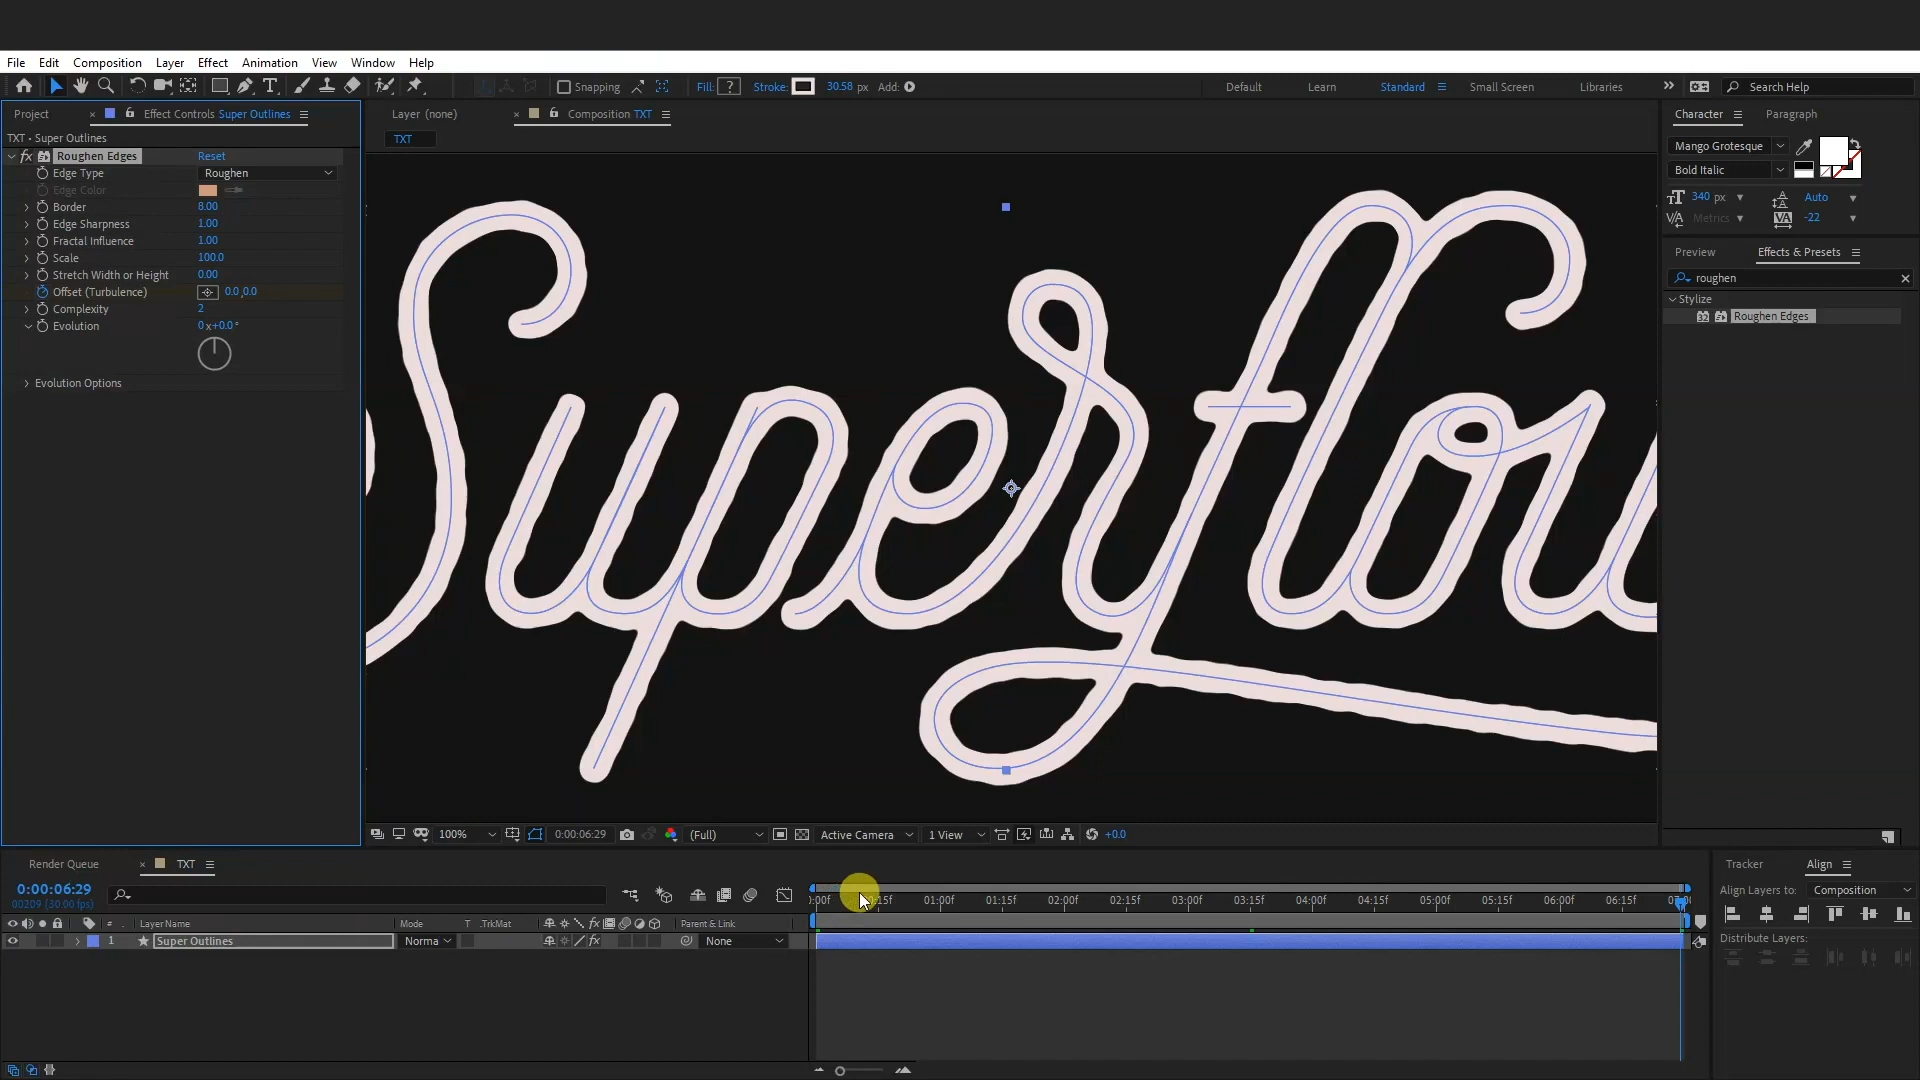 File Edit Composition Layer Effect Animation View Window Help
Snapping Fill: ? Stroke: 30.58 px Add: Default Learn Standard Small Screen Libraries Search Help
Project Effect Controls Super Outlines
Layer (none) Composition TXT
Character Paragraph
TXT • Super Outlines
TXT
Mango Grotesque
Bold Italic
340 px Auto
Metrics -22
fx Roughen Edges Reset
Edge Type Roughen
Edge Color
Border 8.00
Edge Sharpness 1.00
Fractal Influence 1.00
Scale 100.0
Stretch Width or Height 0.00
Offset (Turbulence) 0.0,0.0
Complexity 2
Evolution 0x+0.0°
Evolution Options
Preview Effects & Presets
roughen
Stylize
32 Roughen Edges
Superflou
100% 0:00:06:29 (Full) Active Camera 1 View +0.0
Render Queue TXT
0:00:06:29
00209 (30.00 fps)
:00f 0:15f 01:00f 01:15f 02:00f 02:15f 03:00f 03:15f 04:00f 04:15f 05:00f 05:15f 06:00f 06:15f
# Layer Name Mode T .TrkMat fx Parent & Link
1 Super Outlines Norma fx None
Tracker Align
Align Layers to: Composition
Distribute Layers: